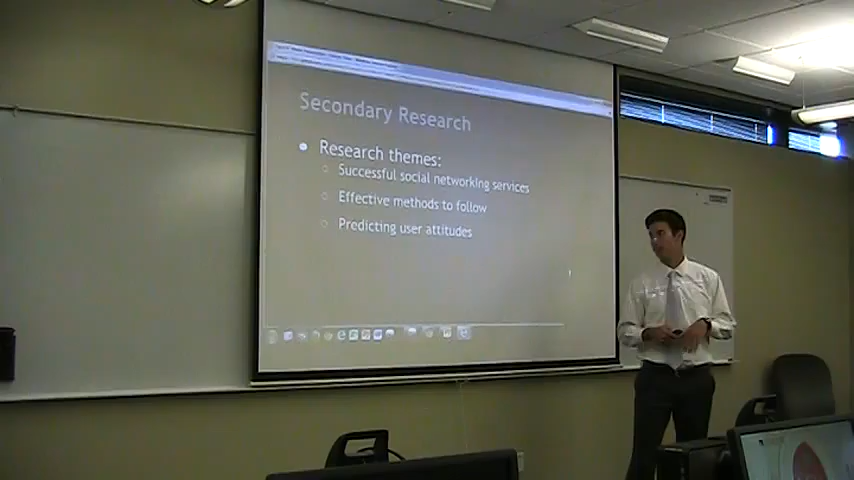 Secondary Research
Research themes:
Successful social networking services
Effective methods to follow
Predicting user attitudes